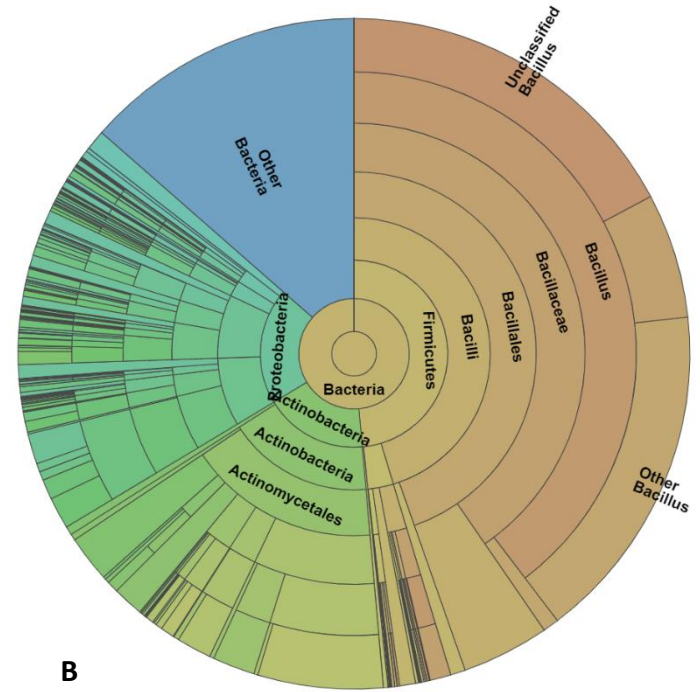 Unclassified
Bacillus
Other
Bacteria
Bacillus
Bacillaceae
Bacillales
Bacilli
Firmicutes
Proteobacteria
Bacteria
Actinobacteria
Actinobacteria
Actinomycetales
Other
Bacillus
B